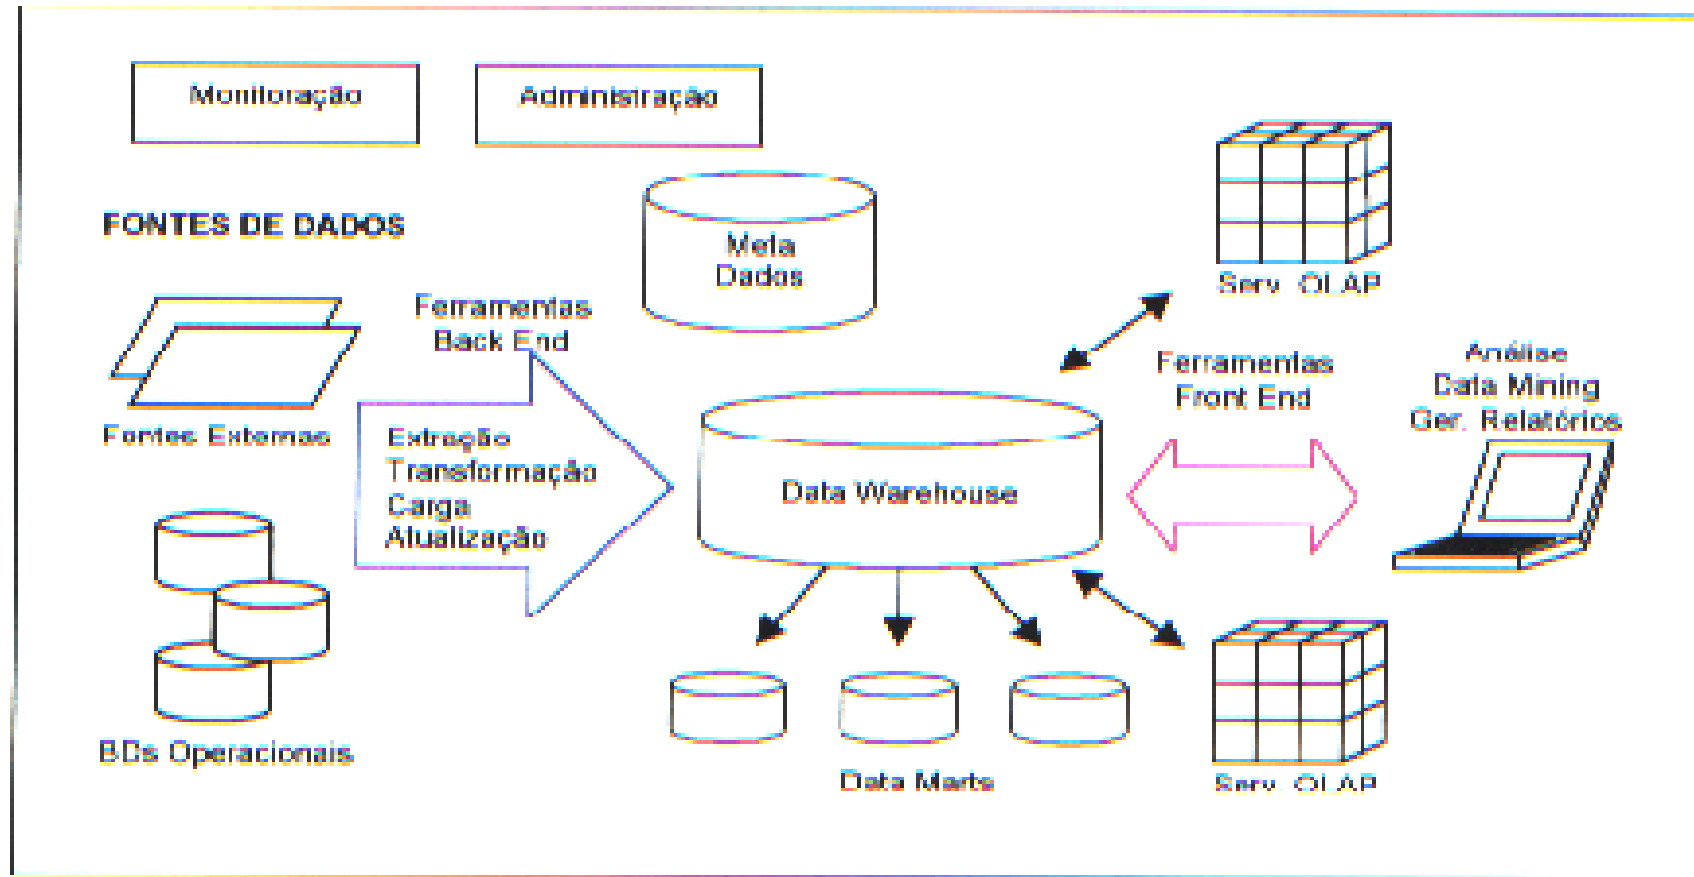 Monitoração
Administração
FONTES DE DADOS
Meta
Dados
Serv. OLAP
Ferramentas
Back End
Fontes Externas
Extração
Transformação
Carga
Atualização
Data Warehouse
Ferramentas
Front End
Análise
Data Mining
Ger. Relatórios
BDs Operacionais
Data Marts
Serv. OLAP